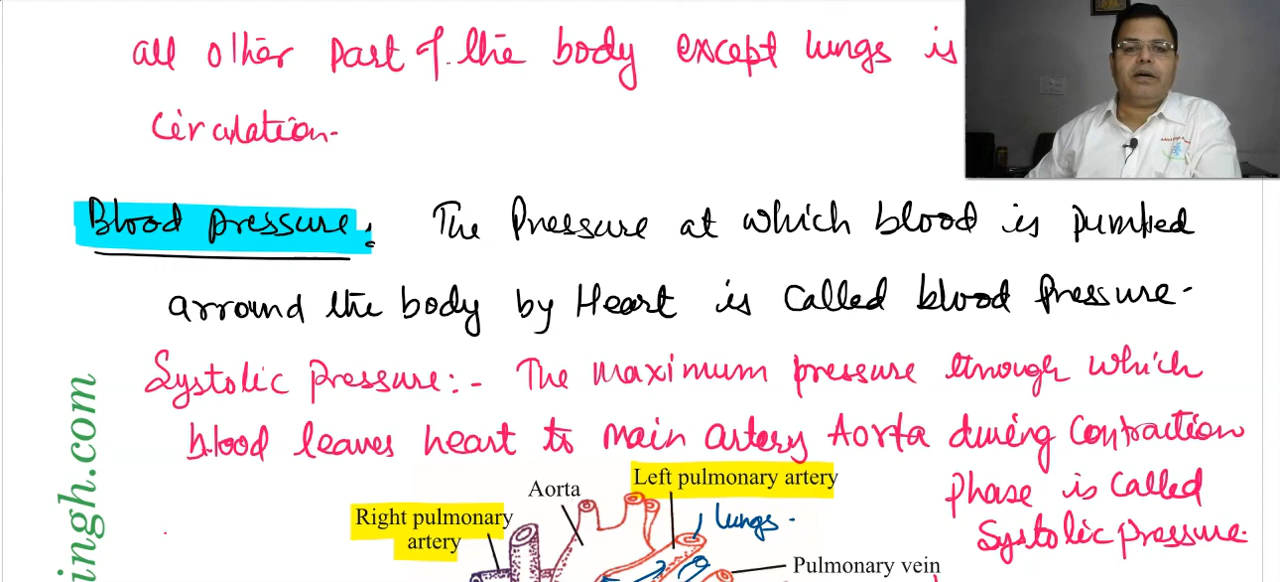 all other part of the body except lungs is
circulation.
Blood pressure: The Pressure at which blood is pumped
arround the body by Heart is called blood pressure.
Systolic pressure:- The maximum pressure through which
blood leaves heart to main artery Aorta during contraction
phase is called
systolic pressure.
Left pulmonary artery
Aorta
Right pulmonary
artery
lungs.
Pulmonary vein
ingh.com